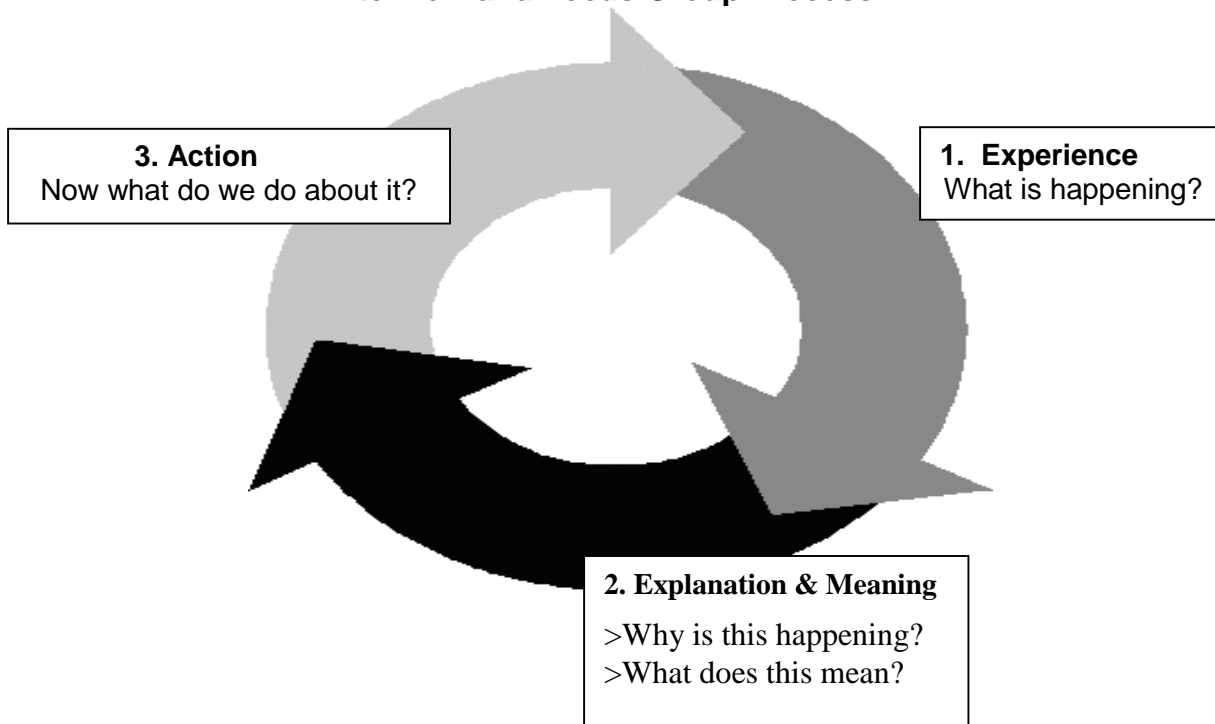 3. Action
Now what do we do about it?
1. Experience
What is happening?
2. Explanation & Meaning
>Why is this happening?
>What does this mean?